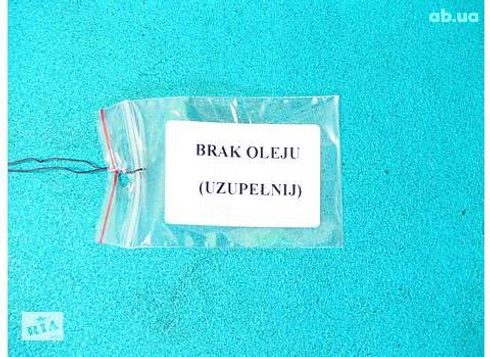 ab.ua
BRAK OLEJU
(UZUPEŁNIJ)
RIA